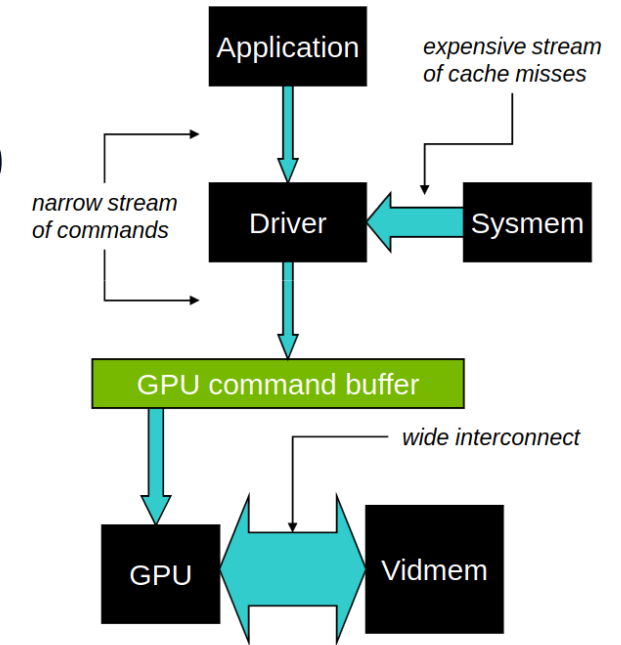 Application
expensive stream
of cache misses
narrow stream
of commands
Driver
Sysmem
GPU command buffer
wide interconnect
GPU
Vidmem